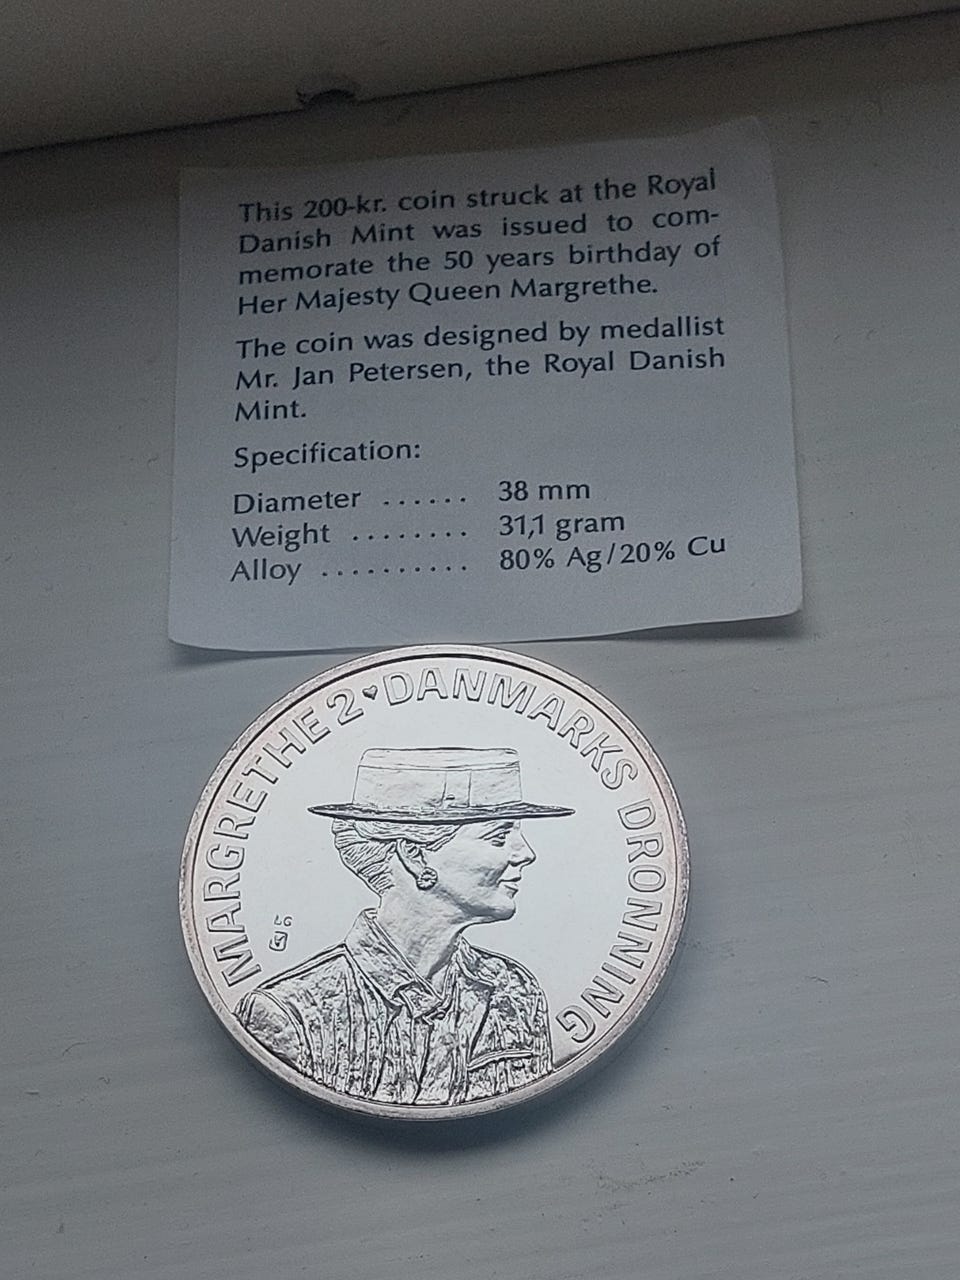 This 200-kr. coin struck at the Royal
Danish Mint was issued to com-
memorate the 50 years birthday of
Her Majesty Queen Margrethe.
The coin was designed by medallist
Mr. Jan Petersen, the Royal Danish
Mint.
Specification:
Diameter ...... 38 mm
Weight ........ 31,1 gram
Alloy .......... 80% Ag/20% Cu
MARGRETHE 2 ♥ DANMARKS DRONNING
LG